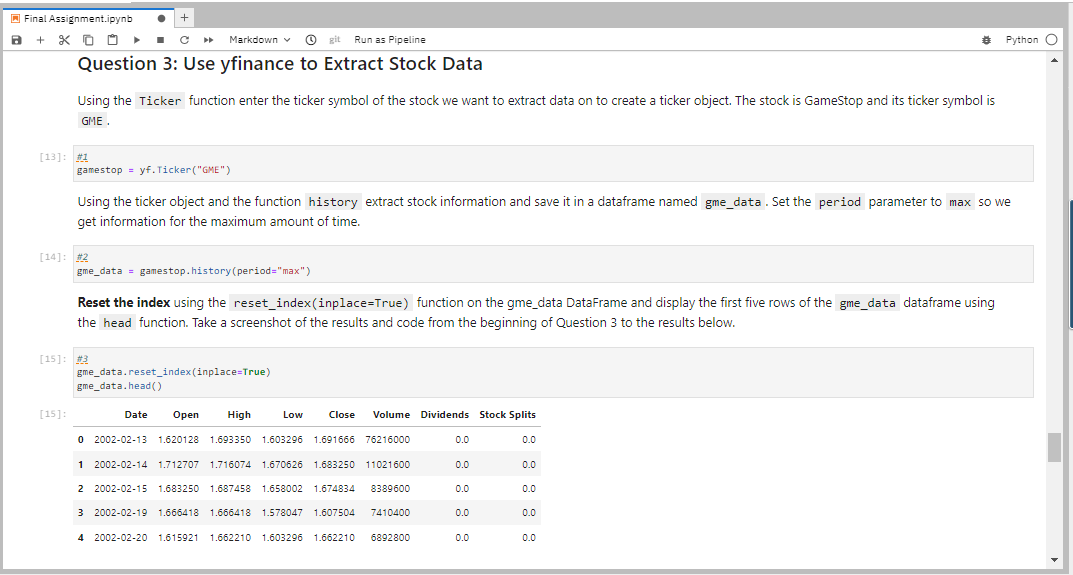 Final Assignment.ipynb
+
Markdown
git
Run as Pipeline
Python
Question 3: Use yfinance to Extract Stock Data
Using the Ticker function enter the ticker symbol of the stock we want to extract data on to create a ticker object. The stock is GameStop and its ticker symbol is
GME .
[13]: #1
gamestop = yf.Ticker("GME")
Using the ticker object and the function history extract stock information and save it in a dataframe named gme_data . Set the period parameter to max so we
get information for the maximum amount of time.
[14]: #2
gme_data = gamestop.history(period="max")
Reset the index using the reset_index(inplace=True) function on the gme_data DataFrame and display the first five rows of the gme_data dataframe using
the head function. Take a screenshot of the results and code from the beginning of Question 3 to the results below.
[15]: #3
gme_data.reset_index(inplace=True)
gme_data.head()
[15]: Date Open High Low Close Volume Dividends Stock Splits
0 2002-02-13 1.620128 1.693350 1.603296 1.691666 76216000 0.0 0.0
1 2002-02-14 1.712707 1.716074 1.670626 1.683250 11021600 0.0 0.0
2 2002-02-15 1.683250 1.687458 1.658002 1.674834 8389600 0.0 0.0
3 2002-02-19 1.666418 1.666418 1.578047 1.607504 7410400 0.0 0.0
4 2002-02-20 1.615921 1.662210 1.603296 1.662210 6892800 0.0 0.0